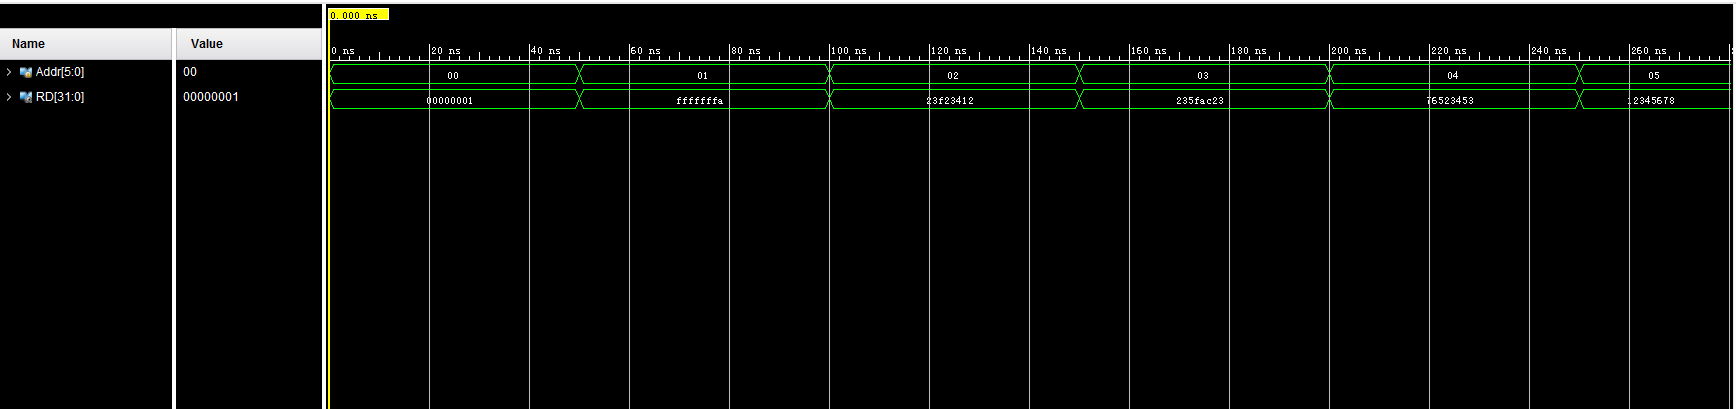 0.000 ns
Name Value
0 ns 20 ns 40 ns 60 ns 80 ns 100 ns 120 ns 140 ns 160 ns 180 ns 200 ns 220 ns 240 ns 260 ns
Addr[5:0] 00 00 01 02 03 04 05
RD[31:0] 00000001 00000001 fffffffa 23f23412 235fac23 76523453 12345678